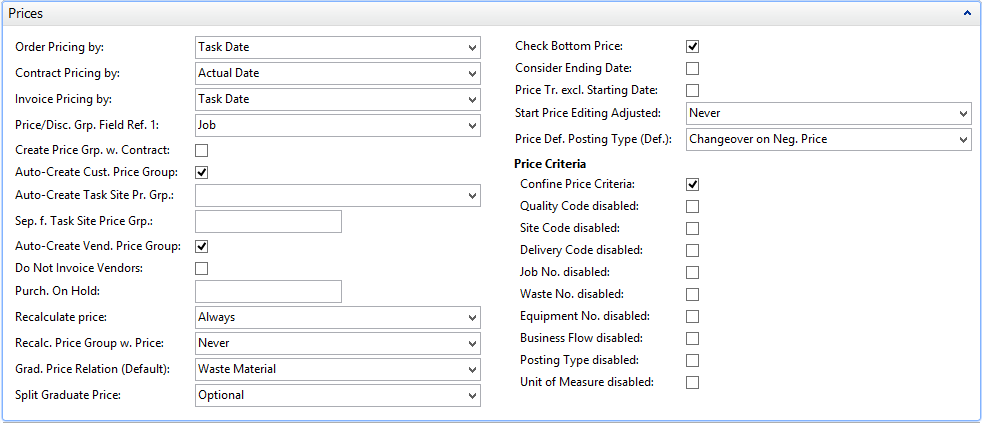 Prices
Order Pricing by: Task Date
Contract Pricing by: Actual Date
Invoice Pricing by: Task Date
Price/Disc. Grp. Field Ref. 1: Job
Create Price Grp. w. Contract:
Auto-Create Cust. Price Group:
Auto-Create Task Site Pr. Grp.:
Sep. f. Task Site Price Grp.:
Auto-Create Vend. Price Group:
Do Not Invoice Vendors:
Purch. On Hold:
Recalculate price: Always
Recalc. Price Group w. Price: Never
Grad. Price Relation (Default): Waste Material
Split Graduate Price: Optional
Check Bottom Price:
Consider Ending Date:
Price Tr. excl. Starting Date:
Start Price Editing Adjusted: Never
Price Def. Posting Type (Def.): Changeover on Neg. Price
Price Criteria
Confine Price Criteria:
Quality Code disabled:
Site Code disabled:
Delivery Code disabled:
Job No. disabled:
Waste No. disabled:
Equipment No. disabled:
Business Flow disabled:
Posting Type disabled:
Unit of Measure disabled: